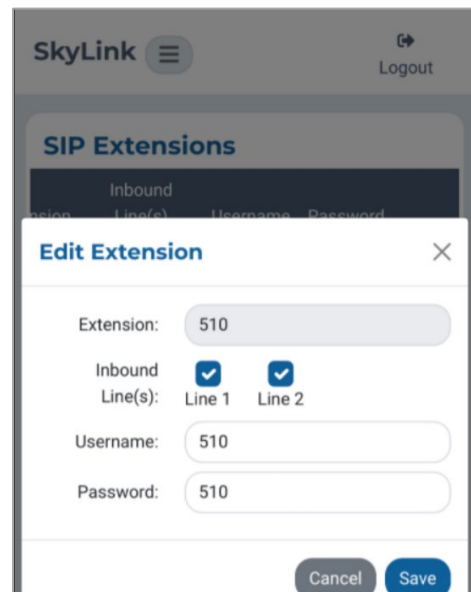 SkyLink
Logout
SIP Extensions
Inbound
nsion Line(s) Username Password
Edit Extension
Extension: 510
Inbound
Line(s):
Line 1 Line 2
Username: 510
Password: 510
Cancel Save